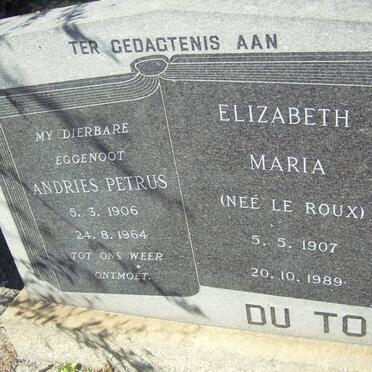 TER GEDAGTENIS AAN
MY DIERBARE
EGGENOOT
ANDRIES PETRUS
5. 3. 1906
24. 8. 1964
TOT ONS WEER
ONTMOET.
ELIZABETH
MARIA
(NEÉ LE ROUX)
5. 5. 1907
20. 10. 1989
DU TO